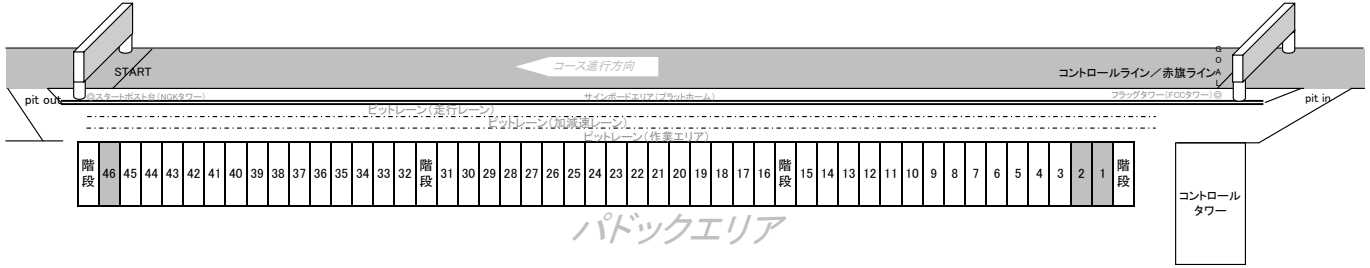 GOAL
コース進行方向
START
コントロールライン／赤旗ライン
pit out
◎スタートポスト台(NGKタワー)
サインボードエリア(プラットホーム)
フラッグタワー(FCCタワー)◎
pit in
ピットレーン(走行レーン)
ピットレーン(加減速レーン)
ピットレーン(作業エリア)
階段 46 45 44 43 42 41 40 39 38 37 36 35 34 33 32 階段 31 30 29 28 27 26 25 24 23 22 21 20 19 18 17 16 階段 15 14 13 12 11 10 9 8 7 6 5 4 3 2 1 階段
コントロール
タワー
パドックエリア